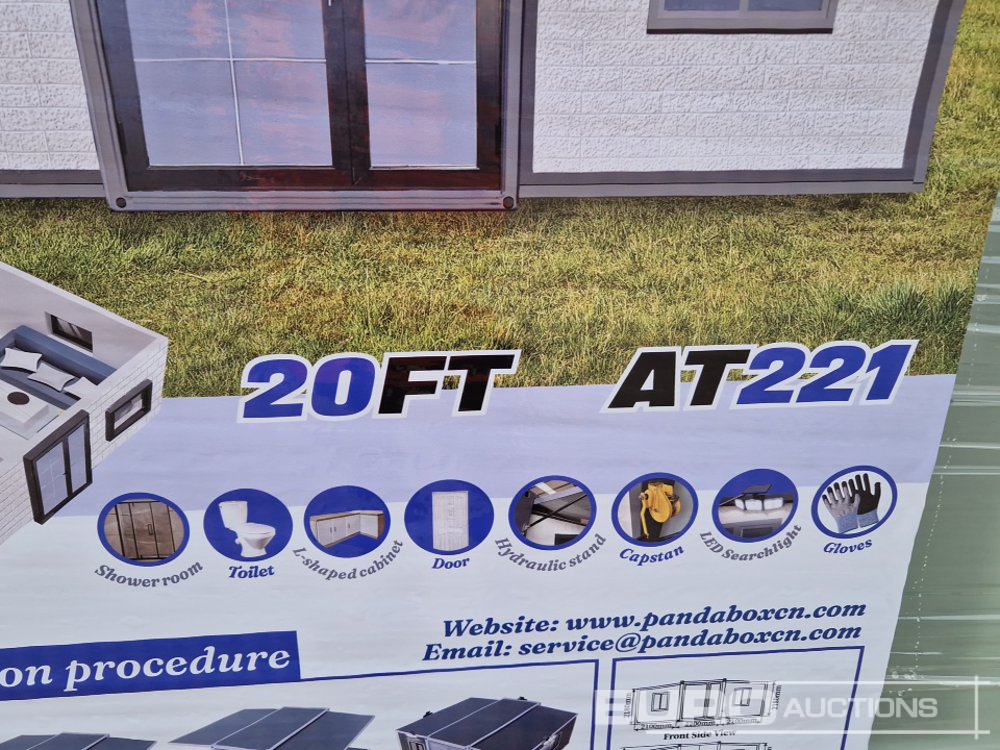 20FT AT221
Shower room Toilet L-shaped cabinet Door Hydraulic stand Capstan LED Searchlight Gloves
Website: www.pandaboxcn.com
Email: service@pandaboxcn.com
on procedure
Front Side View
EURO AUCTIONS